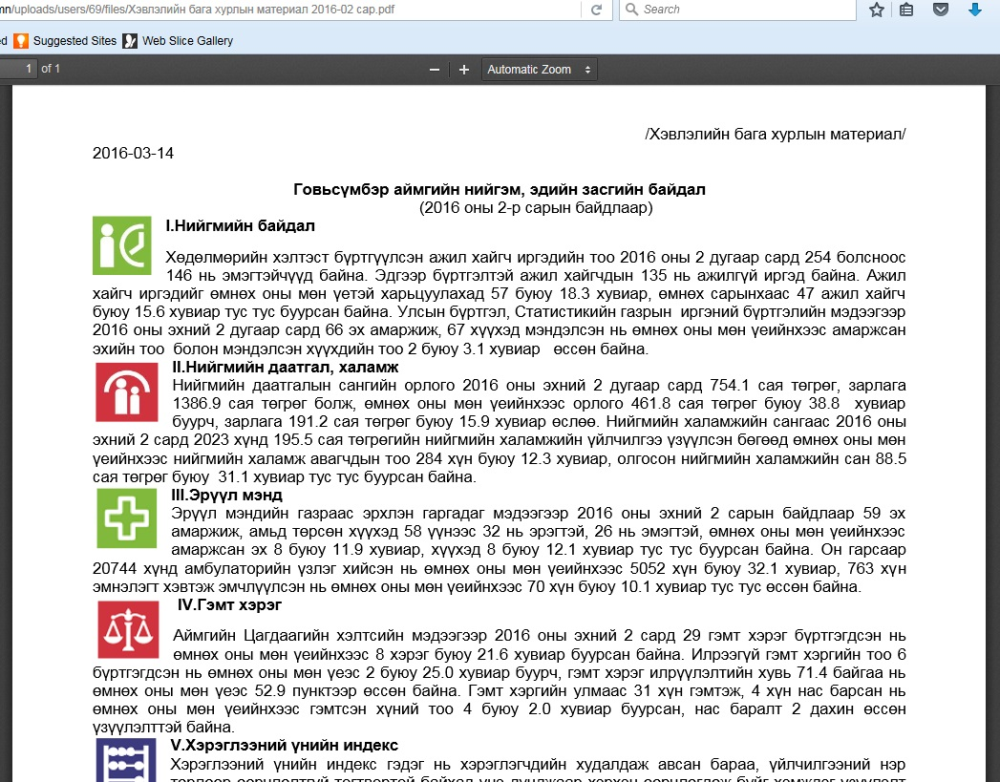 mn/uploads/users/69/files/Хэвлэлийн бага хурлын материал 2016-02 сар.pdf
Search
Suggested Sites
Web Slice Gallery
1 of 1
Automatic Zoom
/Хэвлэлийн бага хурлын материал/
2016-03-14
Говьсүмбэр аймгийн нийгэм, эдийн засгийн байдал
(2016 оны 2-р сарын байдлаар)
I.Нийгмийн байдал
Хөдөлмөрийн хэлтэст бүртгүүлсэн ажил хайгч иргэдийн тоо 2016 оны 2 дугаар сард 254 болсноос
146 нь эмэгтэйчүүд байна. Эдгээр бүртгэлтэй ажил хайгчдын 135 нь ажилгүй иргэд байна. Ажил
хайгч иргэдийг өмнөх оны мөн үетэй харьцуулахад 57 буюу 18.3 хувиар, өмнөх сарынхаас 47 ажил хайгч
буюу 15.6 хувиар тус тус буурсан байна. Улсын бүртгэл, Статистикийн газрын иргэний бүртгэлийн мэдээгээр
2016 оны эхний 2 дугаар сард 66 эх амаржиж, 67 хүүхэд мэндэлсэн нь өмнөх оны мөн үеийнхээс амаржсан
эхийн тоо болон мэндэлсэн хүүхдийн тоо 2 буюу 3.1 хувиар өссөн байна.
II.Нийгмийн даатгал, халамж
Нийгмийн даатгалын сангийн орлого 2016 оны эхний 2 дугаар сард 754.1 сая төгрөг, зарлага
1386.9 сая төгрөг болж, өмнөх оны мөн үеийнхээс орлого 461.8 сая төгрөг буюу 38.8 хувиар
буурч, зарлага 191.2 сая төгрөг буюу 15.9 хувиар өслөө. Нийгмийн халамжийн сангаас 2016 оны
эхний 2 сард 2023 хүнд 195.5 сая төгрөгийн нийгмийн халамжийн үйлчилгээ үзүүлсэн бөгөөд өмнөх оны мөн
үеийнхээс нийгмийн халамж авагчдын тоо 284 хүн буюу 12.3 хувиар, олгосон нийгмийн халамжийн сан 88.5
сая төгрөг буюу 31.1 хувиар тус тус буурсан байна.
III.Эрүүл мэнд
Эрүүл мэндийн газраас эрхлэн гаргадаг мэдээгээр 2016 оны эхний 2 сарын байдлаар 59 эх
амаржиж, амьд төрсөн хүүхэд 58 үүнээс 32 нь эрэгтэй, 26 нь эмэгтэй, өмнөх оны мөн үеийнхээс
амаржсан эх 8 буюу 11.9 хувиар, хүүхэд 8 буюу 12.1 хувиар тус тус буурсан байна. Он гарсаар
20744 хүнд амбулаторийн үзлэг хийсэн нь өмнөх оны мөн үеийнхээс 5052 хүн буюу 32.1 хувиар, 763 хүн
эмнэлэгт хэвтэж эмчлүүлсэн нь өмнөх оны мөн үеийнхээс 70 хүн буюу 10.1 хувиар тус тус өссөн байна.
IV.Гэмт хэрэг
Аймгийн Цагдаагийн хэлтсийн мэдээгээр 2016 оны эхний 2 сард 29 гэмт хэрэг бүртгэгдсэн нь
өмнөх оны мөн үеийнхээс 8 хэрэг буюу 21.6 хувиар буурсан байна. Илрээгүй гэмт хэргийн тоо 6
бүртгэгдсэн нь өмнөх оны мөн үеэс 2 буюу 25.0 хувиар буурч, гэмт хэрэг илрүүлэлтийн хувь 71.4 байгаа нь
өмнөх оны мөн үеэс 52.9 пунктээр өссөн байна. Гэмт хэргийн улмаас 31 хүн гэмтэж, 4 хүн нас барсан нь
өмнөх оны мөн үеийнхээс гэмтсэн хүний тоо 4 буюу 2.0 хувиар буурсан, нас баралт 2 дахин өссөн
үзүүлэлттэй байна.
V.Хэрэглээний үнийн индекс
Хэрэглээний үнийн индекс гэдэг нь хэрэглэгчдийн худалдаж авсан бараа, үйлчилгээний нэр